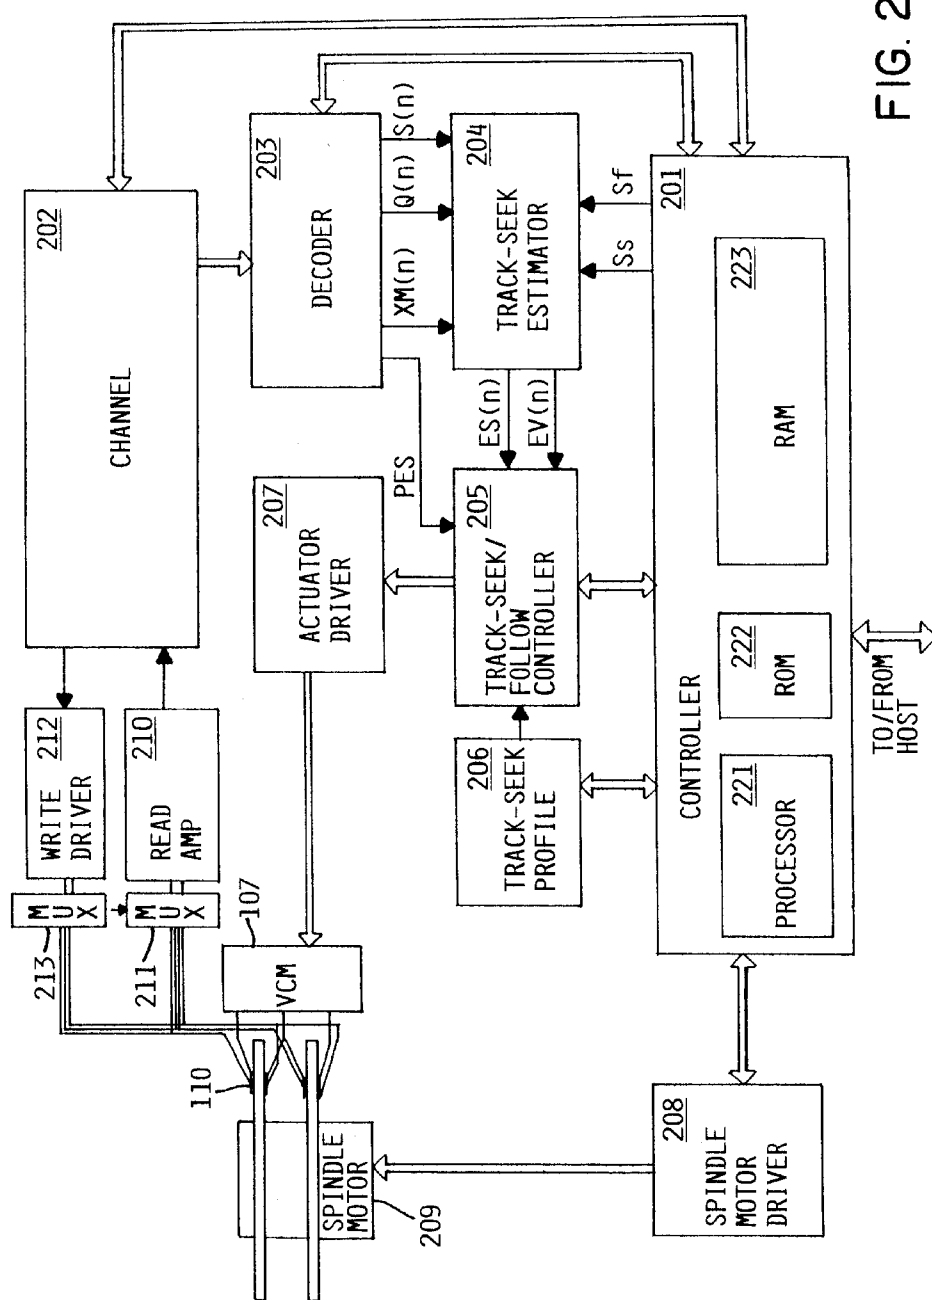 FIG. 2
202
CHANNEL
203
DECODER
S(n)
Q(n)
XM(n)
PES
204
TRACK-SEEK
ESTIMATOR
Sf
Ss
ES(n)
EV(n)
201
CONTROLLER
223
RAM
222
ROM
221
PROCESSOR
TO/FROM
HOST
205
TRACK-SEEK/
FOLLOW
CONTROLLER
206
TRACK-SEEK
PROFILE
207
ACTUATOR
DRIVER
212
WRITE
DRIVER
210
READ
AMP
MUX
213
MUX
211
107
VCM
110
SPINDLE
MOTOR
209
208
SPINDLE
MOTOR
DRIVER